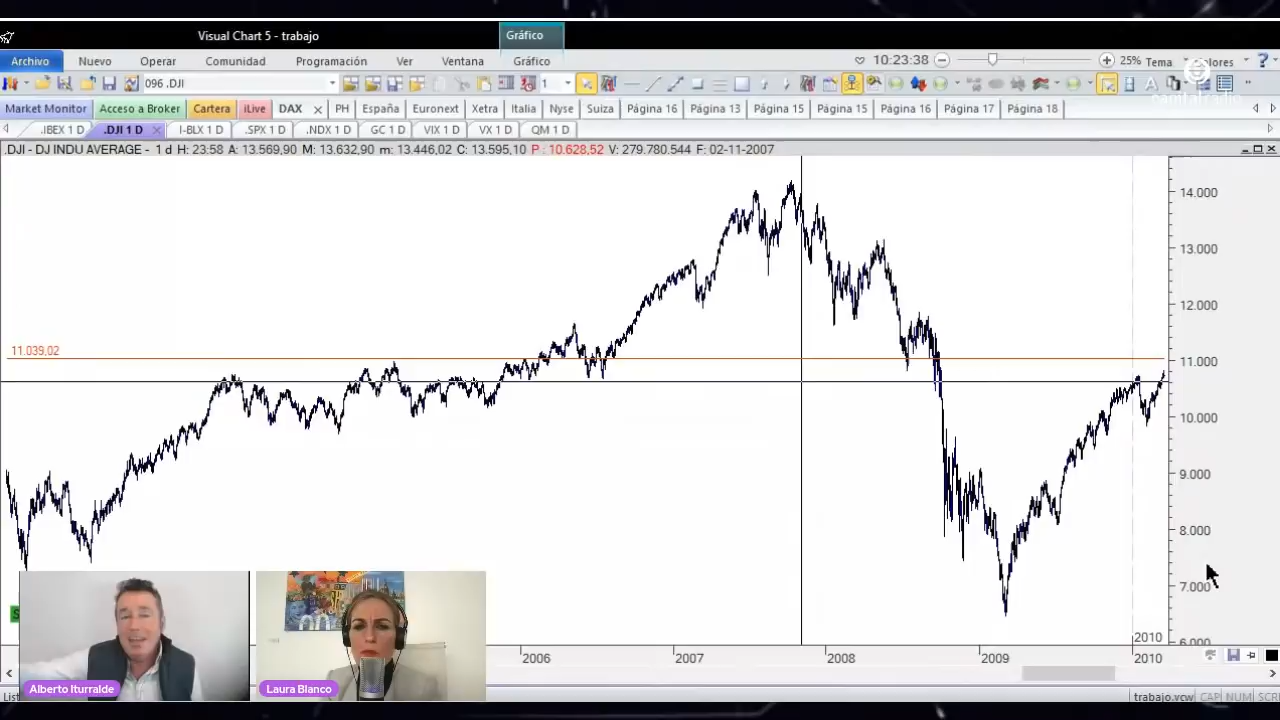 Visual Chart 5 - trabajo
Gráfico
Archivo Nuevo Operar Comunidad Programación Ver Ventana Gráfico 10:23:38 25% Tema
096 .DJI 1
Market Monitor Acceso a Broker Cartera iLive DAX PH España Euronext Xetra Italia Nyse Suiza Página 16 Página 13 Página 15 Página 15 Página 16 Página 17 Página 18
.IBEX 1 D .DJI 1 D I-BLX 1 D .SPX 1 D .NDX 1 D GC 1 D VIX 1 D VX 1 D QM 1 D
.DJI - DJ INDU AVERAGE - 1 d H: 23:58 A: 13.569,90 M: 13.632,90 m: 13.446,02 C: 13.595,10 P : 10.628,52 V: 279.780.544 F: 02-11-2007
14.000
13.000
12.000
11.039,02
11.000
10.000
9.000
8.000
7.000
6.000
2010
2006 2007 2008 2009 2010
Alberto Iturralde
Laura Blanco
trabajo.vcw CAP NUM SCR